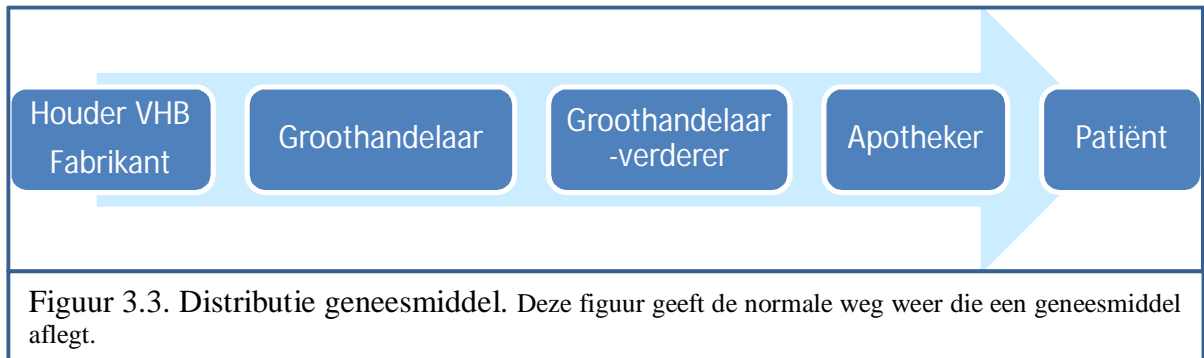 Houder VHB
Fabrikant
Groothandelaar
Groothandelaar
-verderer
Apotheker
Patiënt
Figuur 3.3. Distributie geneesmiddel. Deze figuur geeft de normale weg weer die een geneesmiddel
aflegt.